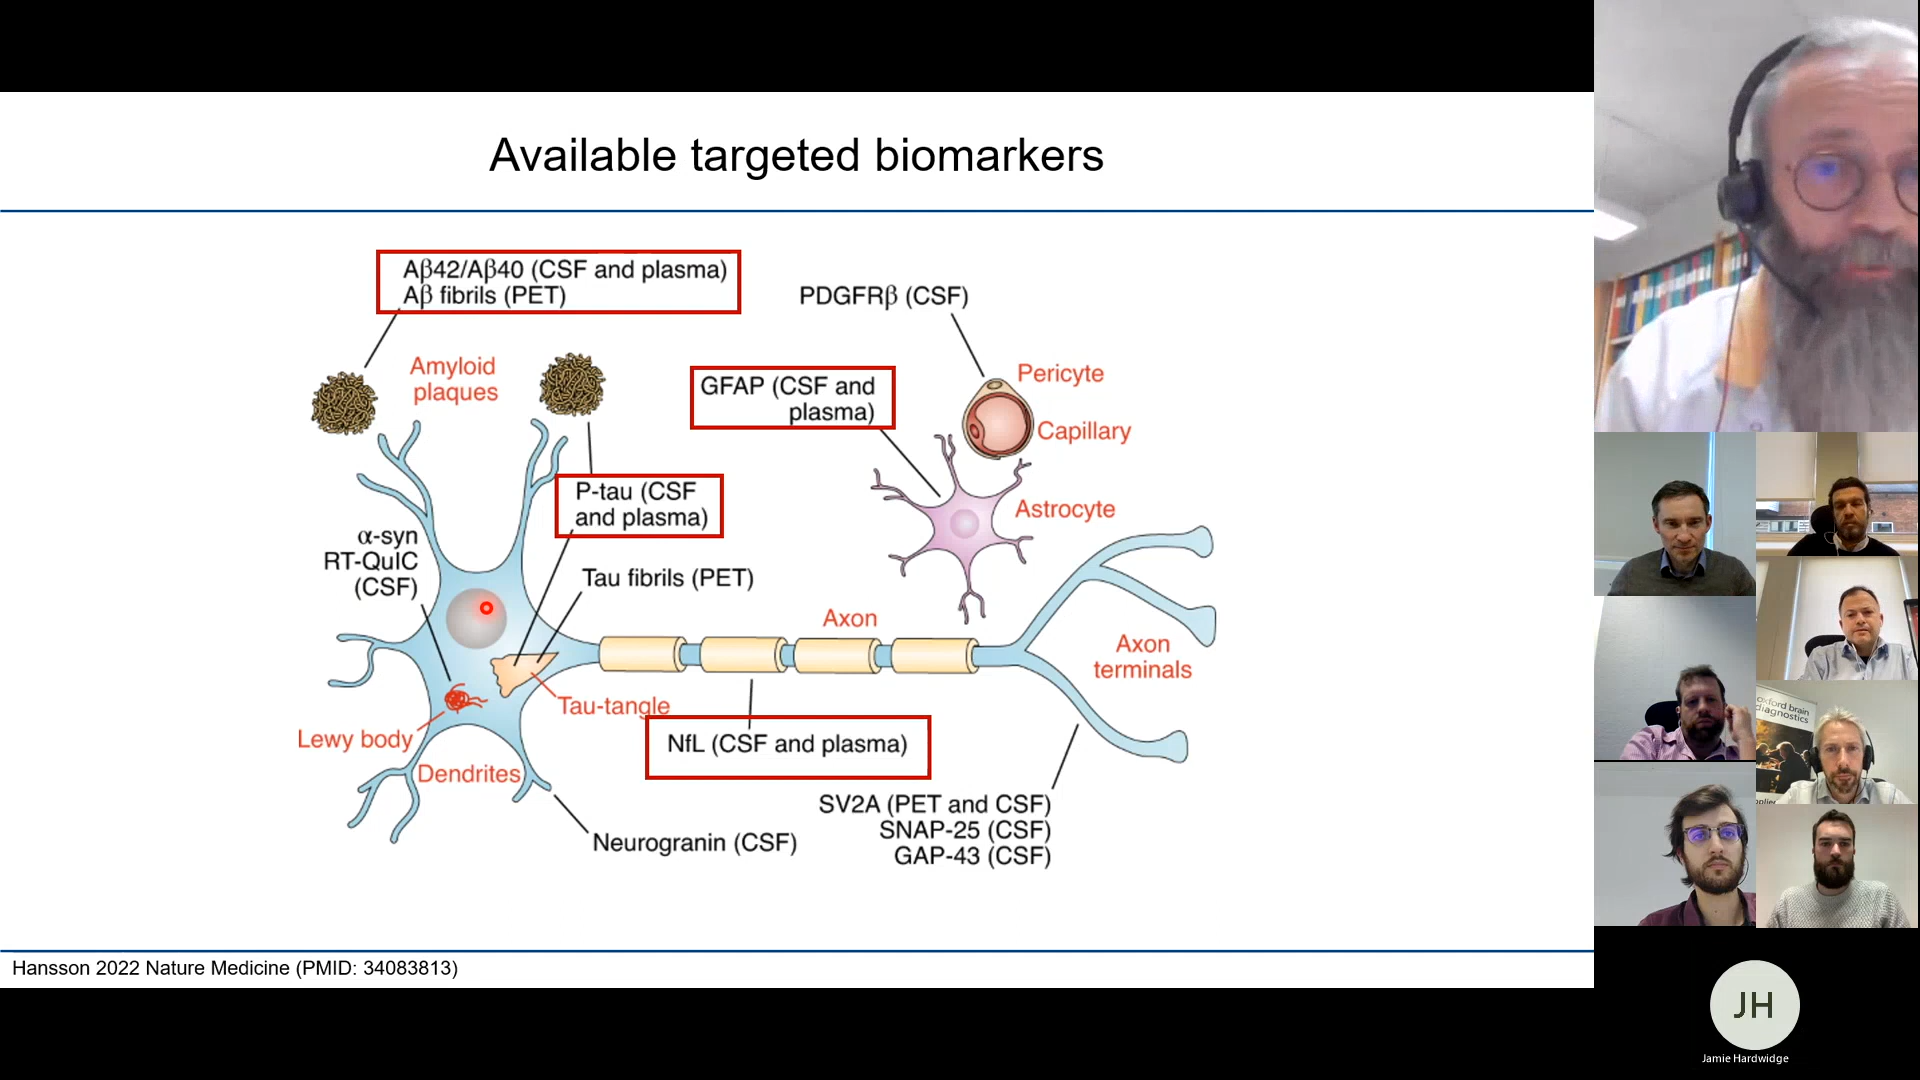 Available targeted biomarkers
Aβ42/Aβ40 (CSF and plasma)
Aβ fibrils (PET)
PDGFRβ (CSF)
Amyloid
plaques
GFAP (CSF and
plasma)
Pericyte
Capillary
P-tau (CSF
and plasma)
Astrocyte
α-syn
RT-QuIC
(CSF)
Tau fibrils (PET)
Axon
Axon
terminals
Tau-tangle
Lewy body
NfL (CSF and plasma)
Dendrites
SV2A (PET and CSF)
SNAP-25 (CSF)
GAP-43 (CSF)
Neurogranin (CSF)
Hansson 2022 Nature Medicine (PMID: 34083813)
oxford brain
diagnostics
JH
Jamie Hardwidge